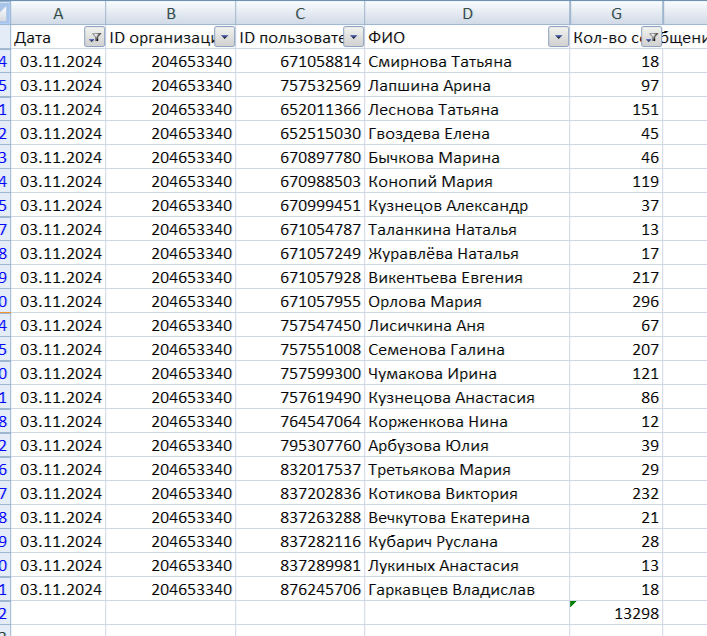 A B C D G
Дата ID организаци ID пользовате ФИО Кол-во сообщени
4 03.11.2024 204653340 671058814 Смирнова Татьяна 18
5 03.11.2024 204653340 757532569 Лапшина Арина 97
1 03.11.2024 204653340 652011366 Леснова Татьяна 151
2 03.11.2024 204653340 652515030 Гвоздева Елена 45
3 03.11.2024 204653340 670897780 Бычкова Марина 46
4 03.11.2024 204653340 670988503 Конопий Мария 119
5 03.11.2024 204653340 670999451 Кузнецов Александр 37
7 03.11.2024 204653340 671054787 Таланкина Наталья 13
8 03.11.2024 204653340 671057249 Журавлёва Наталья 17
9 03.11.2024 204653340 671057928 Викентьева Евгения 217
0 03.11.2024 204653340 671057955 Орлова Мария 296
4 03.11.2024 204653340 757547450 Лисичкина Аня 67
5 03.11.2024 204653340 757551008 Семенова Галина 207
0 03.11.2024 204653340 757599300 Чумакова Ирина 121
1 03.11.2024 204653340 757619490 Кузнецова Анастасия 86
8 03.11.2024 204653340 764547064 Корженкова Нина 12
2 03.11.2024 204653340 795307760 Арбузова Юлия 39
6 03.11.2024 204653340 832017537 Третьякова Мария 29
7 03.11.2024 204653340 837202836 Котикова Виктория 232
8 03.11.2024 204653340 837263288 Вечкутова Екатерина 21
9 03.11.2024 204653340 837282116 Кубарич Руслана 28
0 03.11.2024 204653340 837289981 Лукиных Анастасия 13
1 03.11.2024 204653340 876245706 Гаркавцев Владислав 18
2 13298